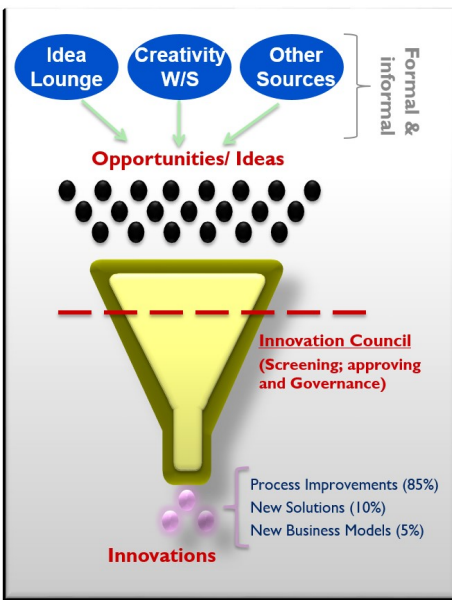 Idea
Lounge
Creativity
W/S
Other
Sources
Formal &
informal
Opportunities/ Ideas
Innovation Council
(Screening; approving
and Governance)
Process Improvements (85%)
New Solutions (10%)
New Business Models (5%)
Innovations